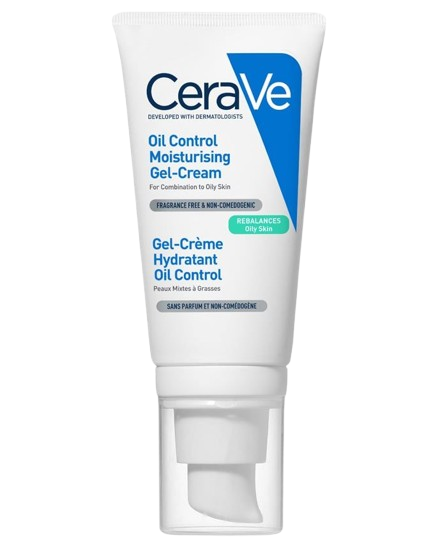 CeraVe
DEVELOPED WITH DERMATOLOGISTS
Oil Control
Moisturising
Gel-Cream
For Combination to Oily Skin
FRAGRANCE FREE & NON-COMEDOGENIC
REBALANCES
Oily Skin
Gel-Crème
Hydratant
Oil Control
Peaux Mixtes à Grasses
SANS PARFUM ET NON-COMÉDOGÈNE